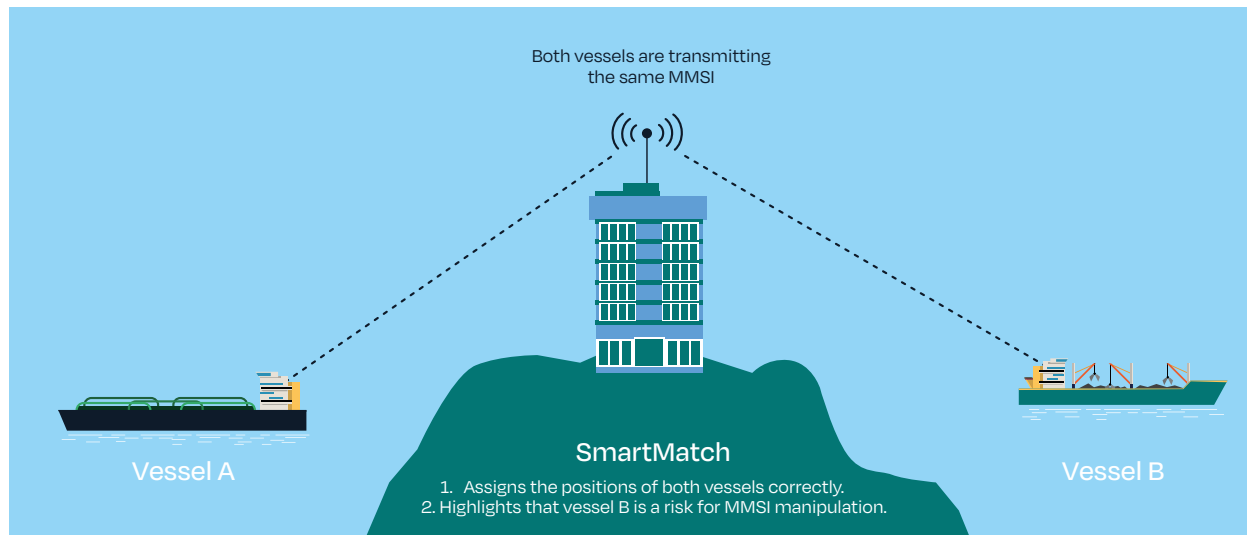 Both vessels are transmitting
the same MMSI
SmartMatch
1. Assigns the positions of both vessels correctly.
2. Highlights that vessel B is a risk for MMSI manipulation.
Vessel A
Vessel B